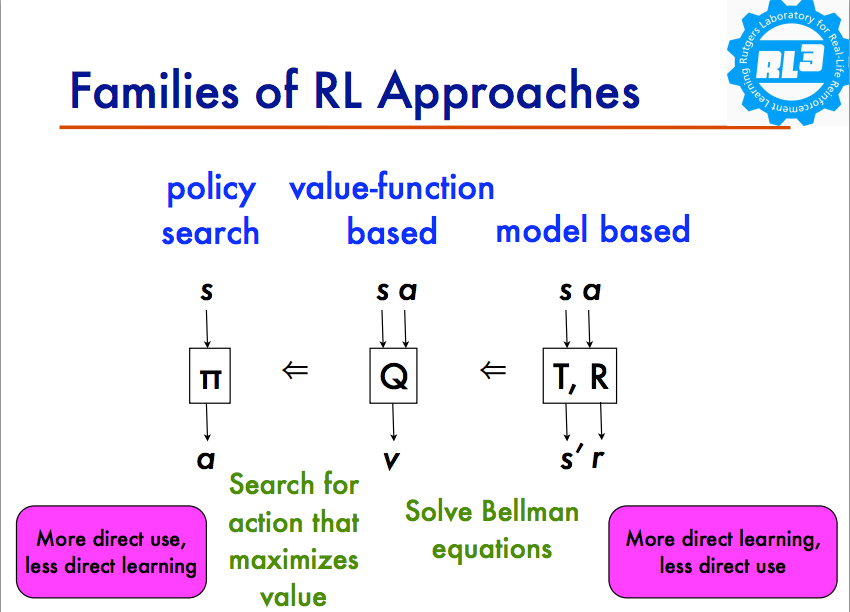 Rutgers Laboratory for Real-Life Reinforcement Learning
RL3
Families of RL Approaches
policy
search
value-function
based
model based
s
s a
s a
π
⇐
Q
⇐
T, R
a
v
s′ r
Search for
action that
maximizes
value
Solve Bellman
equations
More direct use,
less direct learning
More direct learning,
less direct use